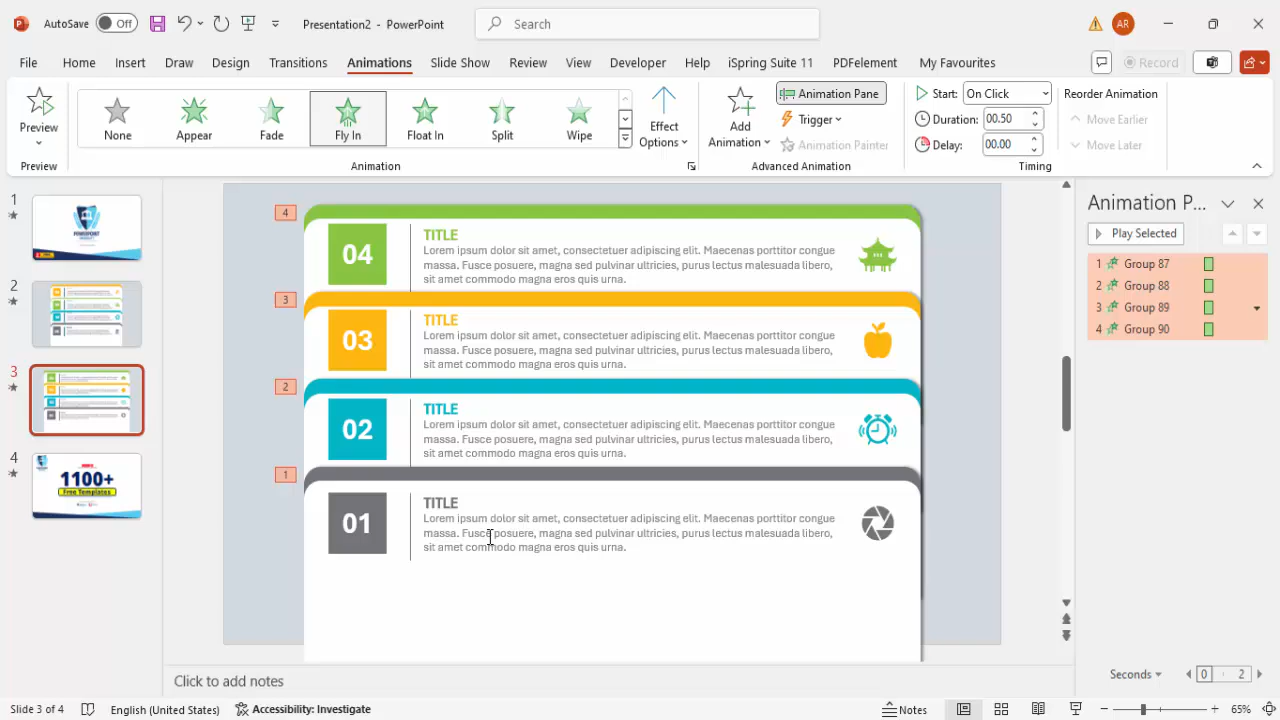 AutoSave Off Presentation2 - PowerPoint Search AR
File Home Insert Draw Design Transitions Animations Slide Show Review View Developer Help iSpring Suite 11 PDFelement My Favourites Record
Preview None Appear Fade Fly In Float In Split Wipe Effect Options Add Animation Animation Pane Trigger Animation Painter
Start: On Click Reorder Animation
Duration: 00.50 Move Earlier
Delay: 00.00 Move Later
Preview Animation Advanced Animation Timing
1
2
3
4
1100+
Free Templates
4
04
TITLE
Lorem ipsum dolor sit amet, consectetuer adipiscing elit. Maecenas porttitor congue
massa. Fusce posuere, magna sed pulvinar ultricies, purus lectus malesuada libero,
sit amet commodo magna eros quis urna.
3
03
TITLE
Lorem ipsum dolor sit amet, consectetuer adipiscing elit. Maecenas porttitor congue
massa. Fusce posuere, magna sed pulvinar ultricies, purus lectus malesuada libero,
sit amet commodo magna eros quis urna.
2
02
TITLE
Lorem ipsum dolor sit amet, consectetuer adipiscing elit. Maecenas porttitor congue
massa. Fusce posuere, magna sed pulvinar ultricies, purus lectus malesuada libero,
sit amet commodo magna eros quis urna.
1
01
TITLE
Lorem ipsum dolor sit amet, consectetuer adipiscing elit. Maecenas porttitor congue
massa. Fusce posuere, magna sed pulvinar ultricies, purus lectus malesuada libero,
sit amet commodo magna eros quis urna.
Animation P...
Play Selected
1 Group 87
2 Group 88
3 Group 89
4 Group 90
Seconds 0 2
Click to add notes
Slide 3 of 4 English (United States) Accessibility: Investigate Notes 65%